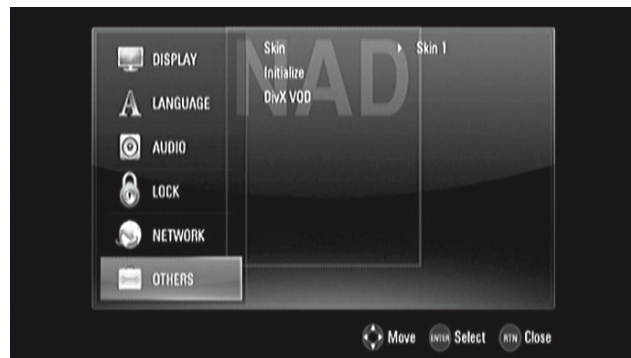 NAD
DISPLAY
LANGUAGE
AUDIO
LOCK
NETWORK
OTHERS
Skin
Skin 1
Initialize
DivX VOD
Move
ENTER Select
RTN Close